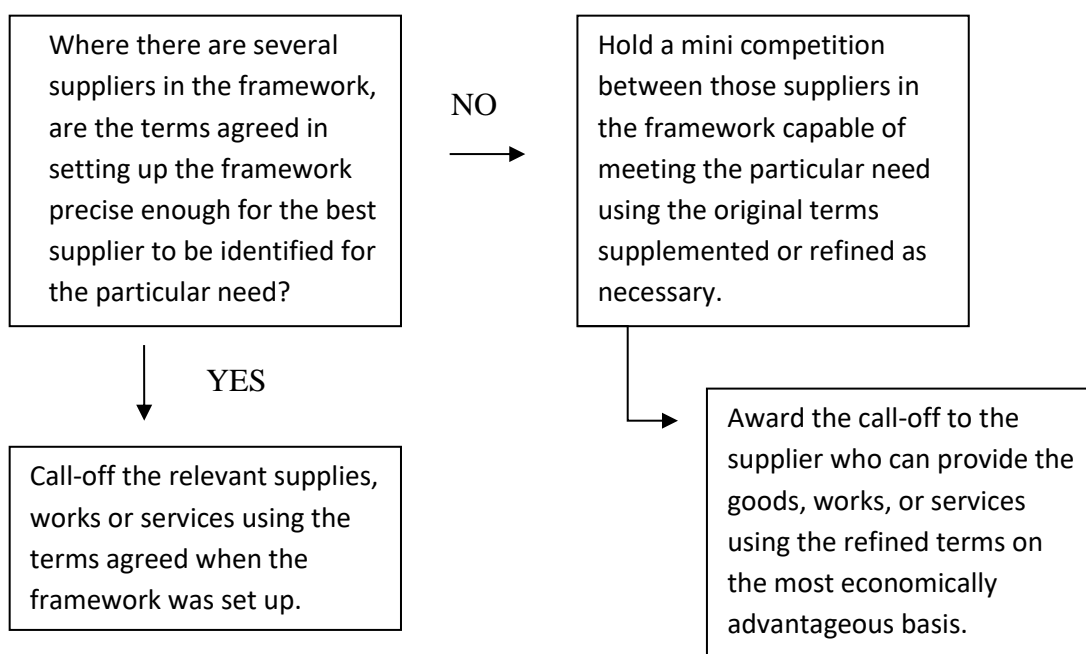 Where there are several
suppliers in the framework,
are the terms agreed in
setting up the framework
precise enough for the best
supplier to be identified for
the particular need?
NO
Hold a mini competition
between those suppliers in
the framework capable of
meeting the particular need
using the original terms
supplemented or refined as
necessary.
YES
Call-off the relevant supplies,
works or services using the
terms agreed when the
framework was set up.
Award the call-off to the
supplier who can provide the
goods, works, or services
using the refined terms on
the most economically
advantageous basis.